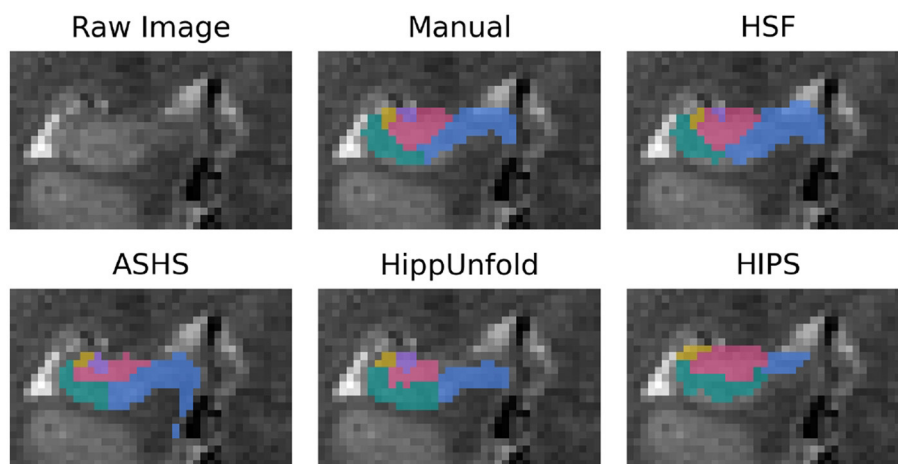 Raw Image
Manual
HSF
ASHS
HippUnfold
HIPS